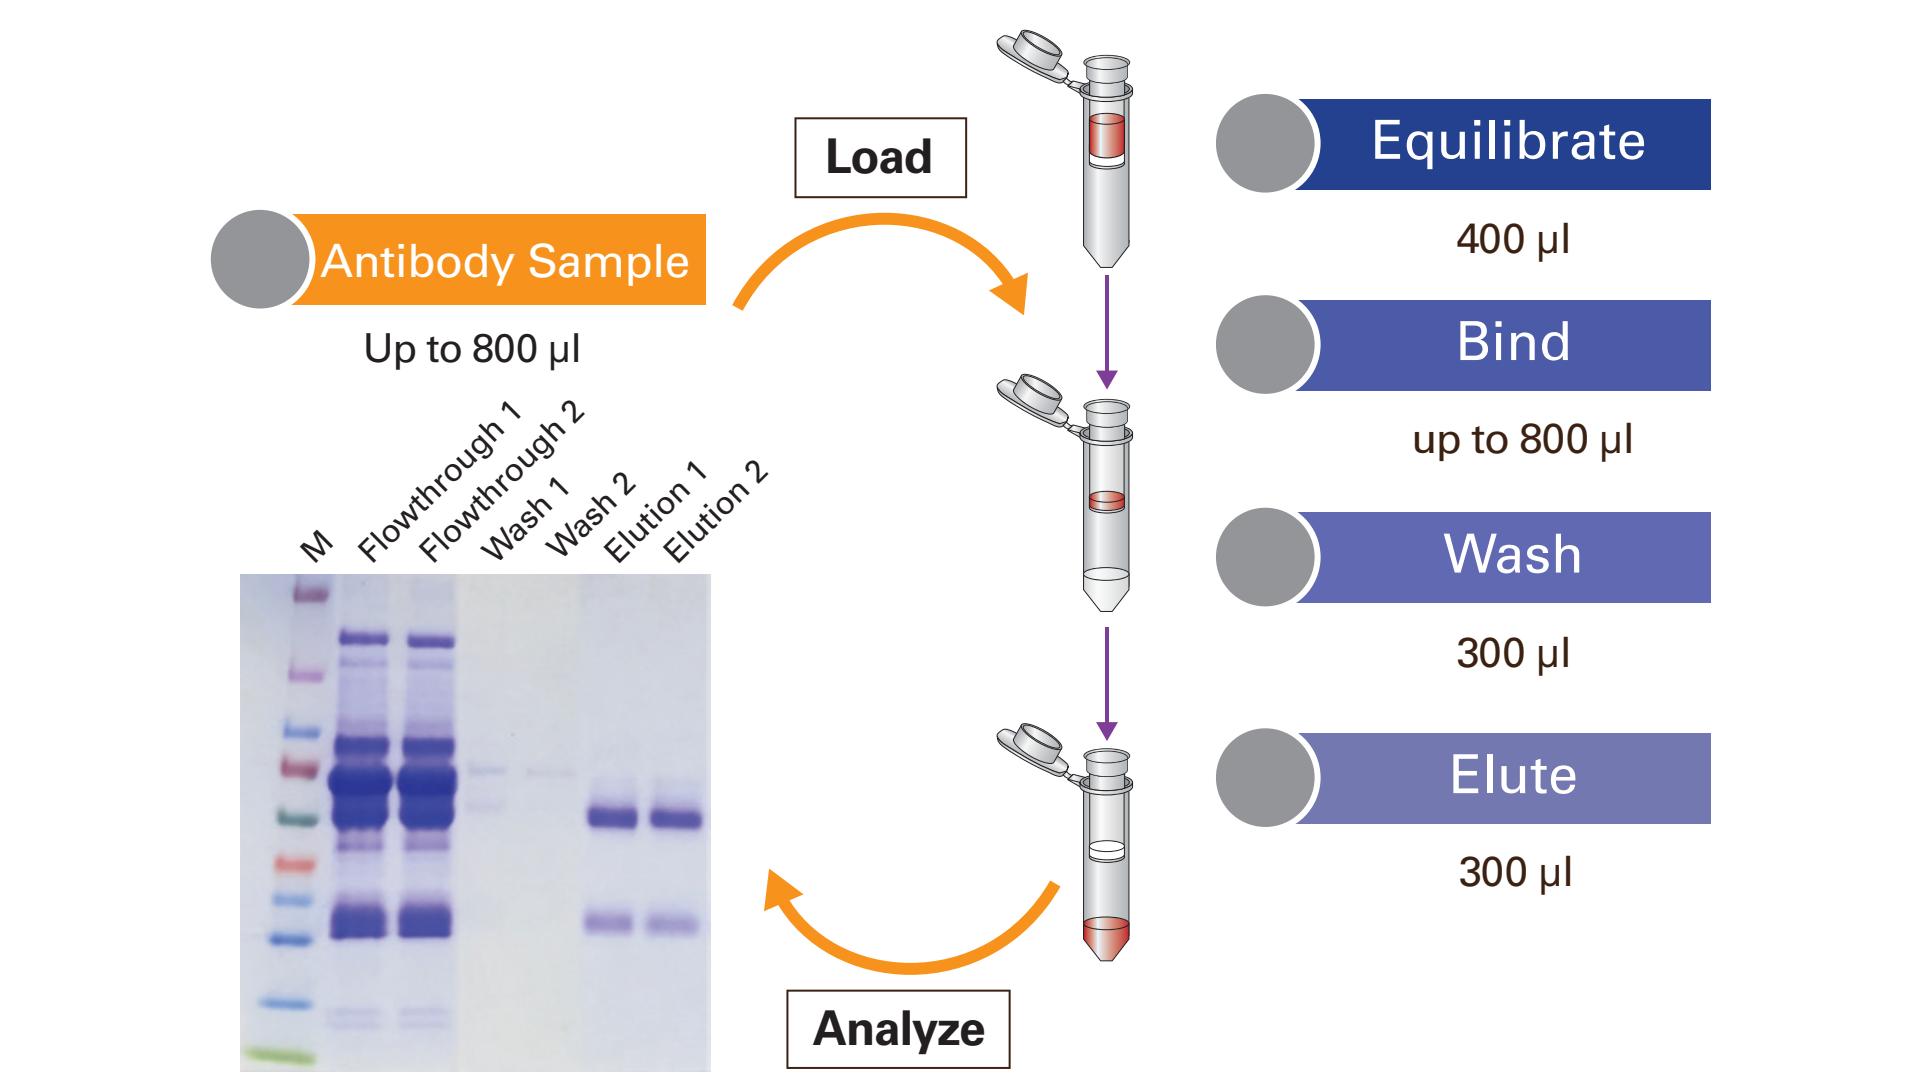 Load
Antibody Sample
Up to 800 µl
M
Flowthrough 1
Flowthrough 2
Wash 1
Wash 2
Elution 1
Elution 2
Analyze
Equilibrate
400 µl
Bind
up to 800 µl
Wash
300 µl
Elute
300 µl